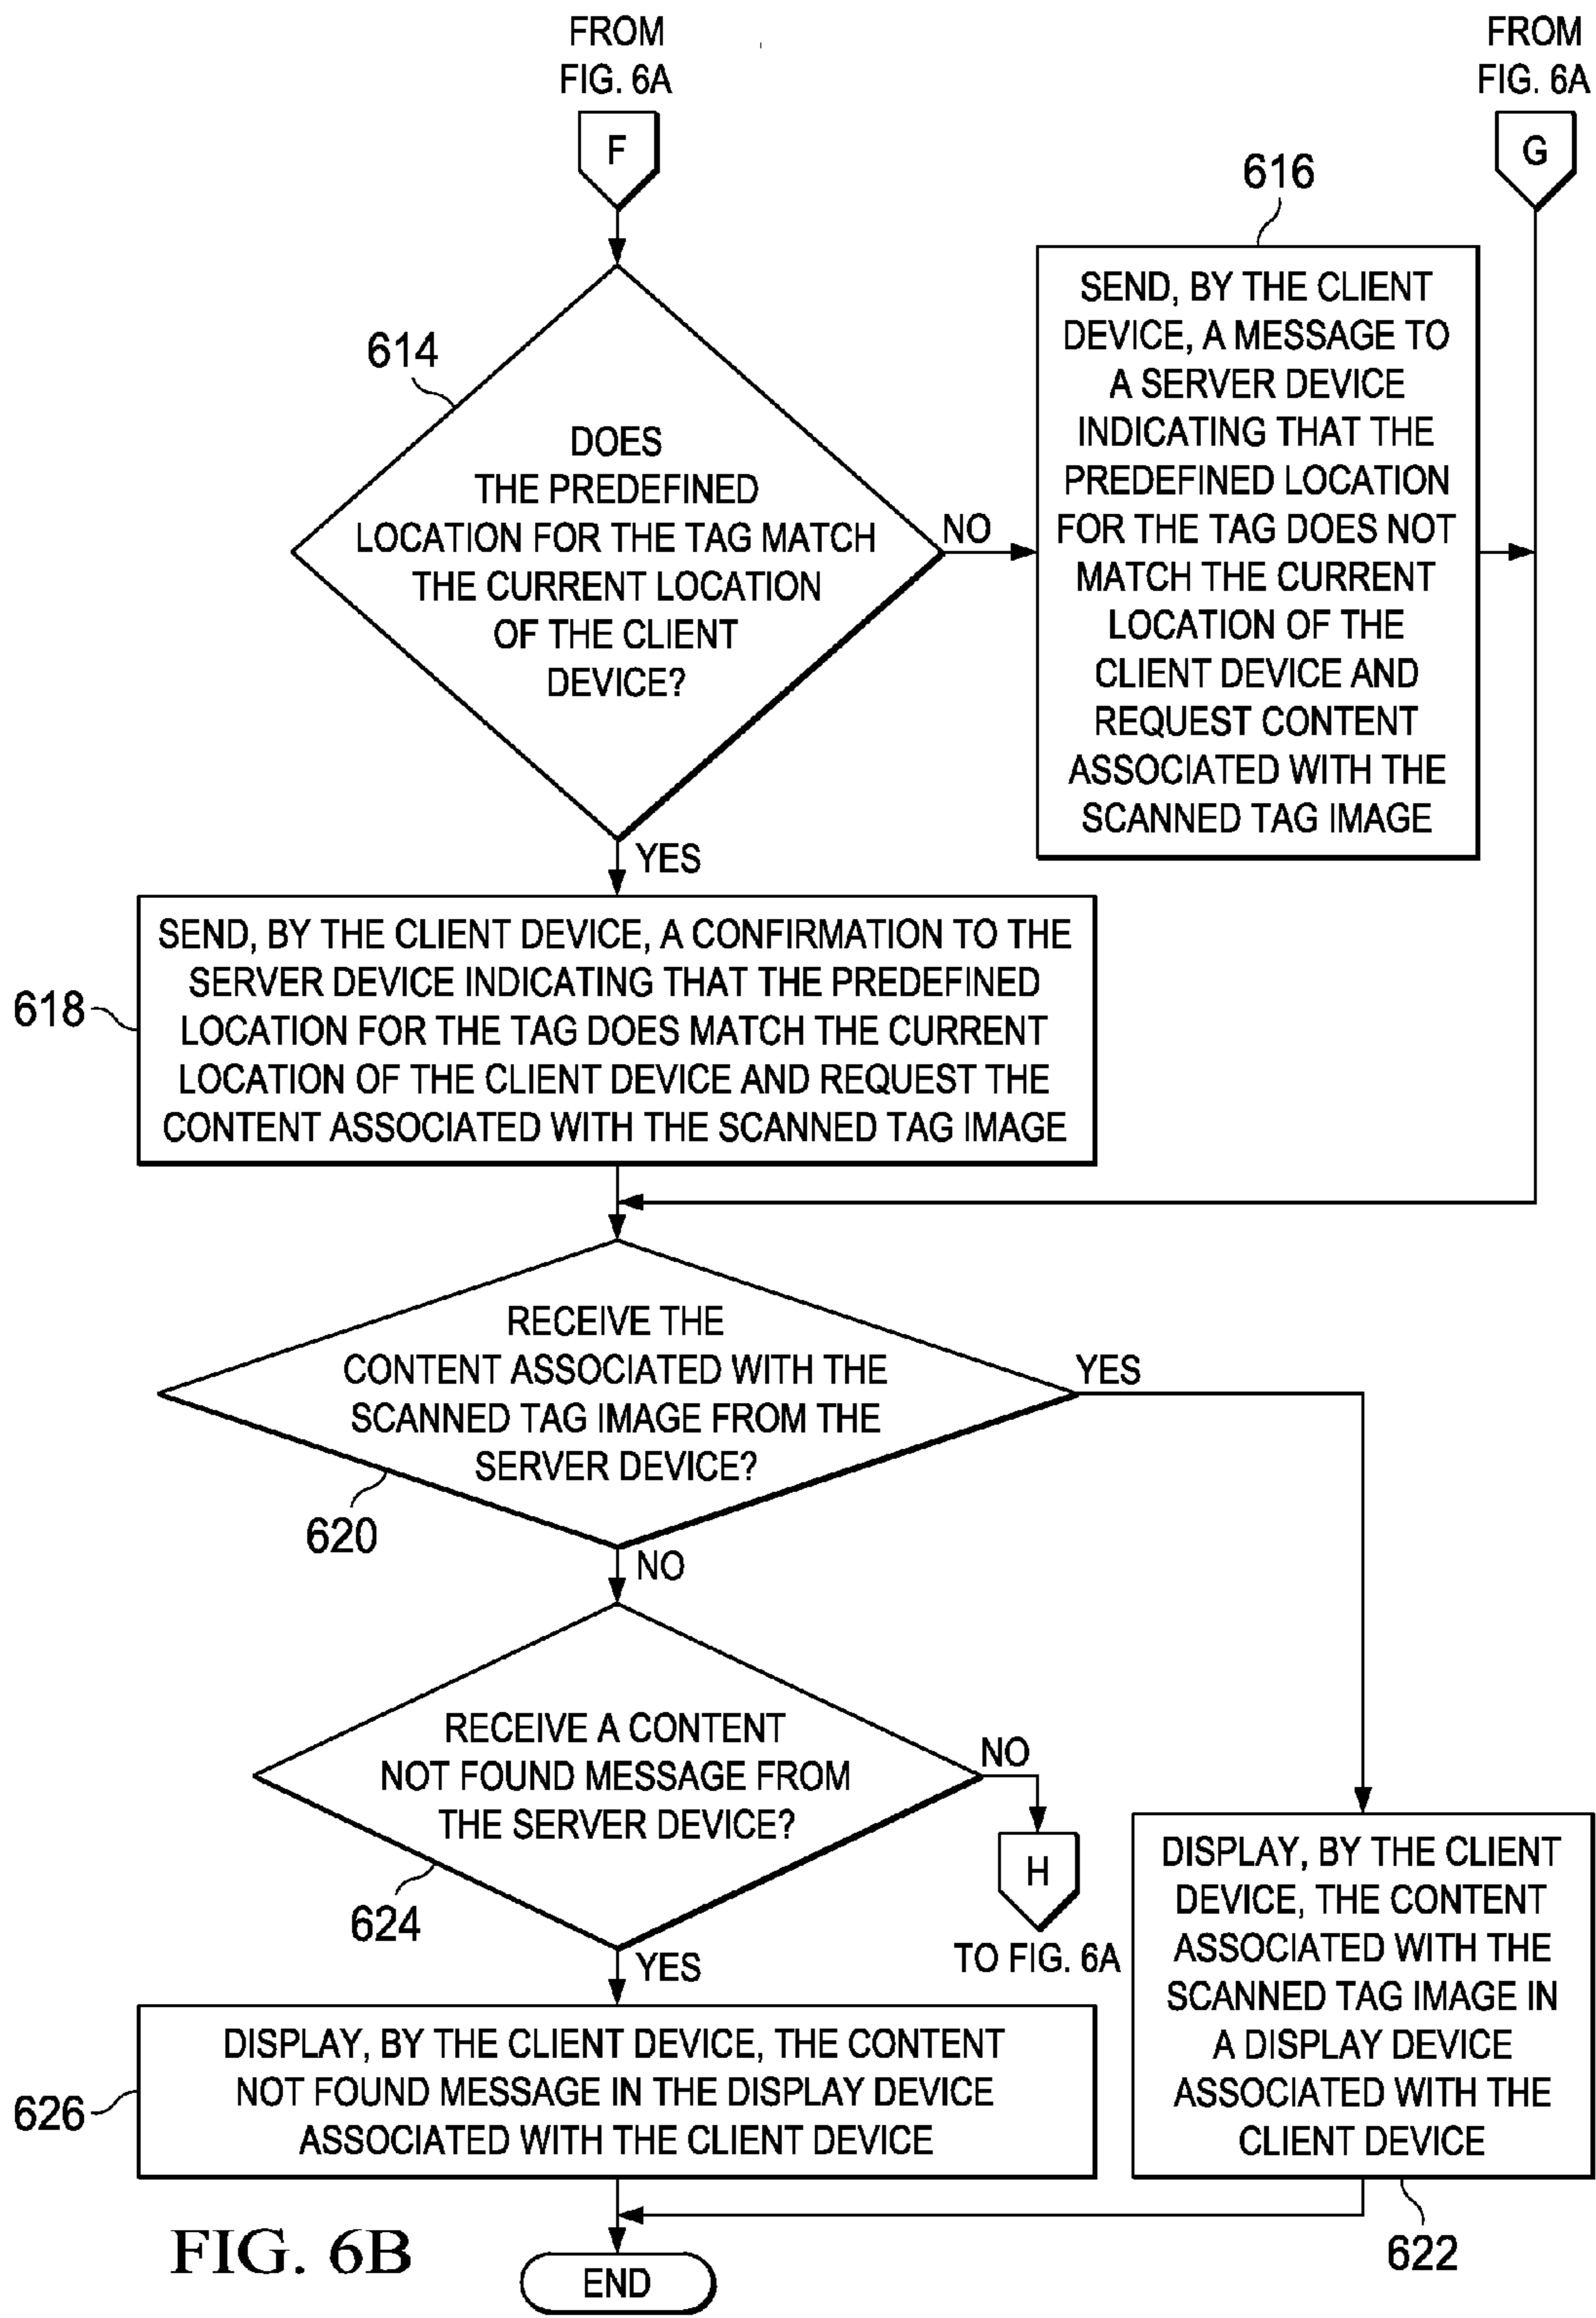 FROM
FIG. 6A
F
FROM
FIG. 6A
G
616
SEND, BY THE CLIENT
DEVICE, A MESSAGE TO
A SERVER DEVICE
INDICATING THAT THE
PREDEFINED LOCATION
FOR THE TAG DOES NOT
MATCH THE CURRENT
LOCATION OF THE
CLIENT DEVICE AND
REQUEST CONTENT
ASSOCIATED WITH THE
SCANNED TAG IMAGE
614
DOES
THE PREDEFINED
LOCATION FOR THE TAG MATCH
THE CURRENT LOCATION
OF THE CLIENT
DEVICE?
NO
YES
618
SEND, BY THE CLIENT DEVICE, A CONFIRMATION TO THE
SERVER DEVICE INDICATING THAT THE PREDEFINED
LOCATION FOR THE TAG DOES MATCH THE CURRENT
LOCATION OF THE CLIENT DEVICE AND REQUEST THE
CONTENT ASSOCIATED WITH THE SCANNED TAG IMAGE
RECEIVE THE
CONTENT ASSOCIATED WITH THE
SCANNED TAG IMAGE FROM THE
SERVER DEVICE?
YES
620
NO
RECEIVE A CONTENT
NOT FOUND MESSAGE FROM
THE SERVER DEVICE?
NO
624
H
TO FIG. 6A
YES
DISPLAY, BY THE CLIENT
DEVICE, THE CONTENT
ASSOCIATED WITH THE
SCANNED TAG IMAGE IN
A DISPLAY DEVICE
ASSOCIATED WITH THE
CLIENT DEVICE
622
626
DISPLAY, BY THE CLIENT DEVICE, THE CONTENT
NOT FOUND MESSAGE IN THE DISPLAY DEVICE
ASSOCIATED WITH THE CLIENT DEVICE
FIG. 6B
END